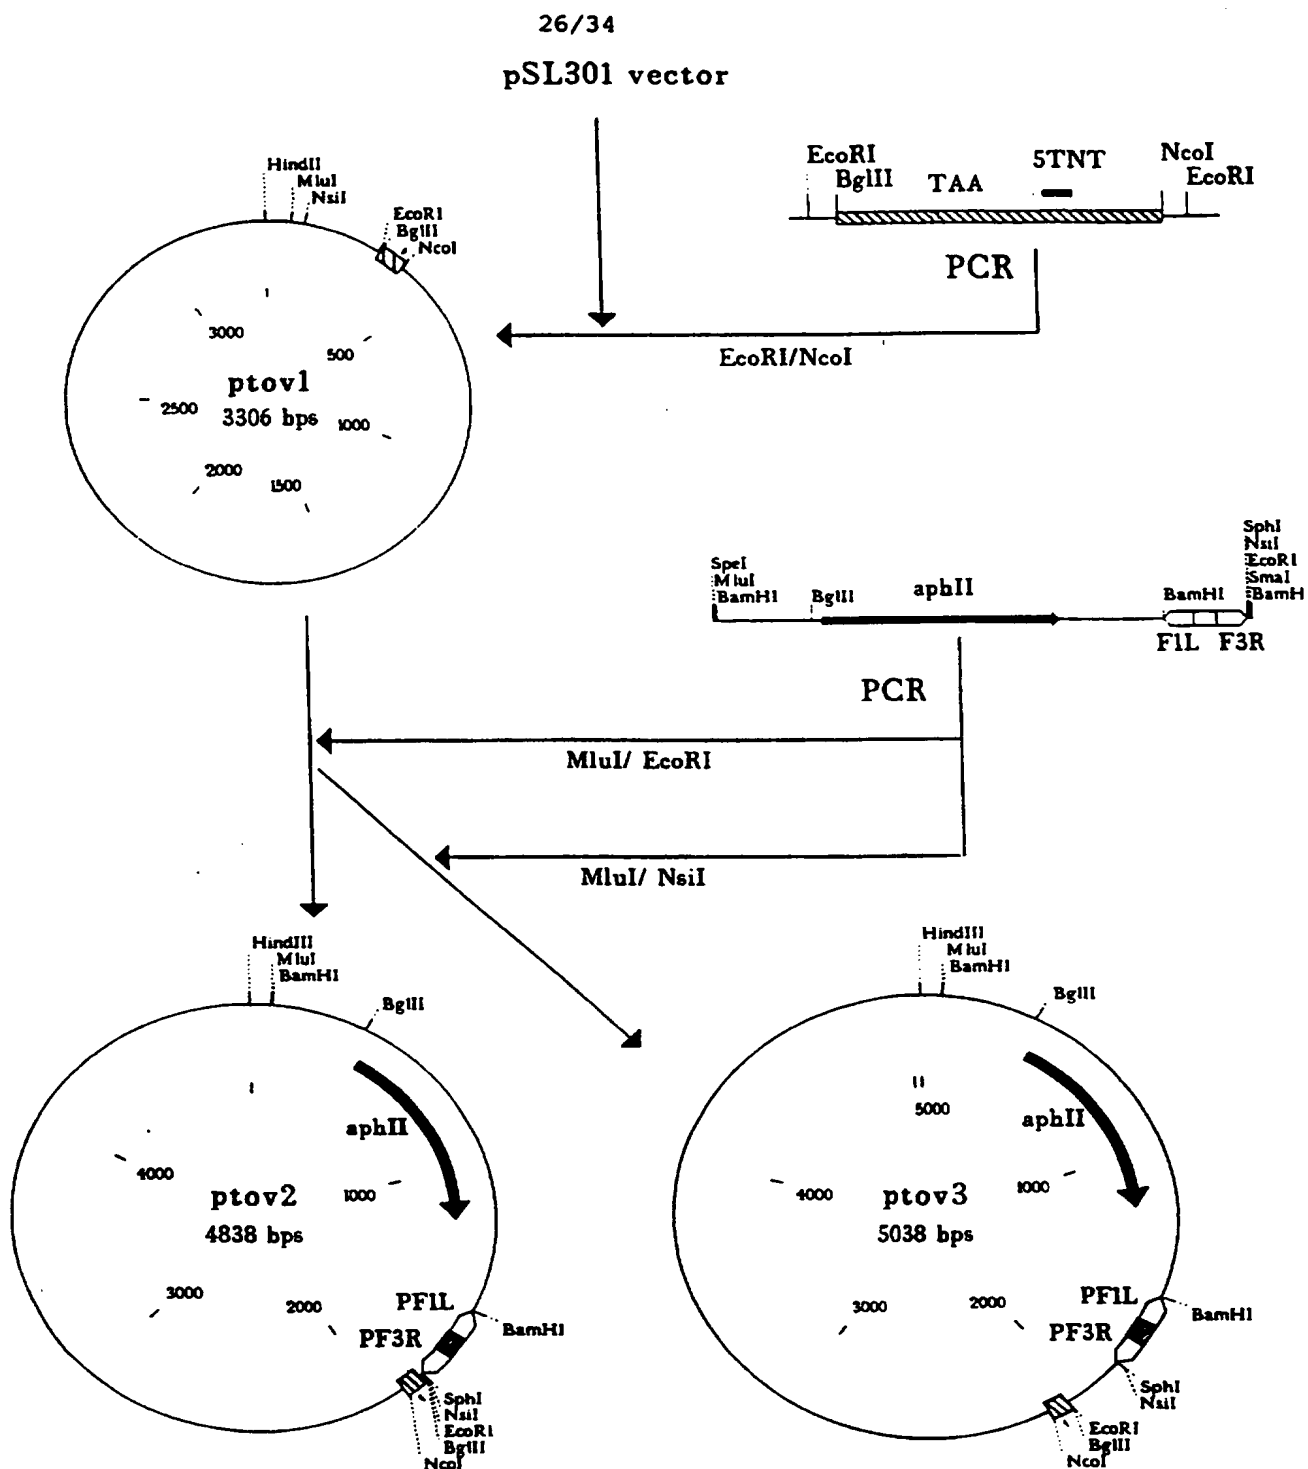 26/34
pSL301 vector
HindII
MluI
NsiI
EcoRI
BglII
NcoI
EcoRI
BglII
TAA
5TNT
NcoI
EcoRI
PCR
EcoRI/NcoI
1
3000
500
ptov1
2500
3306 bps
1000
2000
1500
SpeI
MluI
BamHI
BglII
aphII
BamHI
SphI
NsiI
EcoRI
SmaI
BamH
F1L
F3R
PCR
MluI/ EcoRI
MluI/ NsiI
HindIII
MluI
BamHI
BglII
1
aphII
4000
1000
ptov2
4838 bps
3000
2000
PF1L
PF3R
BamHI
SphI
NsiI
EcoRI
BglII
NcoI
HindIII
MluI
BamHI
BglII
5000
aphII
4000
1000
ptov3
5038 bps
3000
2000
PF1L
PF3R
BamHI
SphI
NsiI
EcoRI
BglII
NcoI